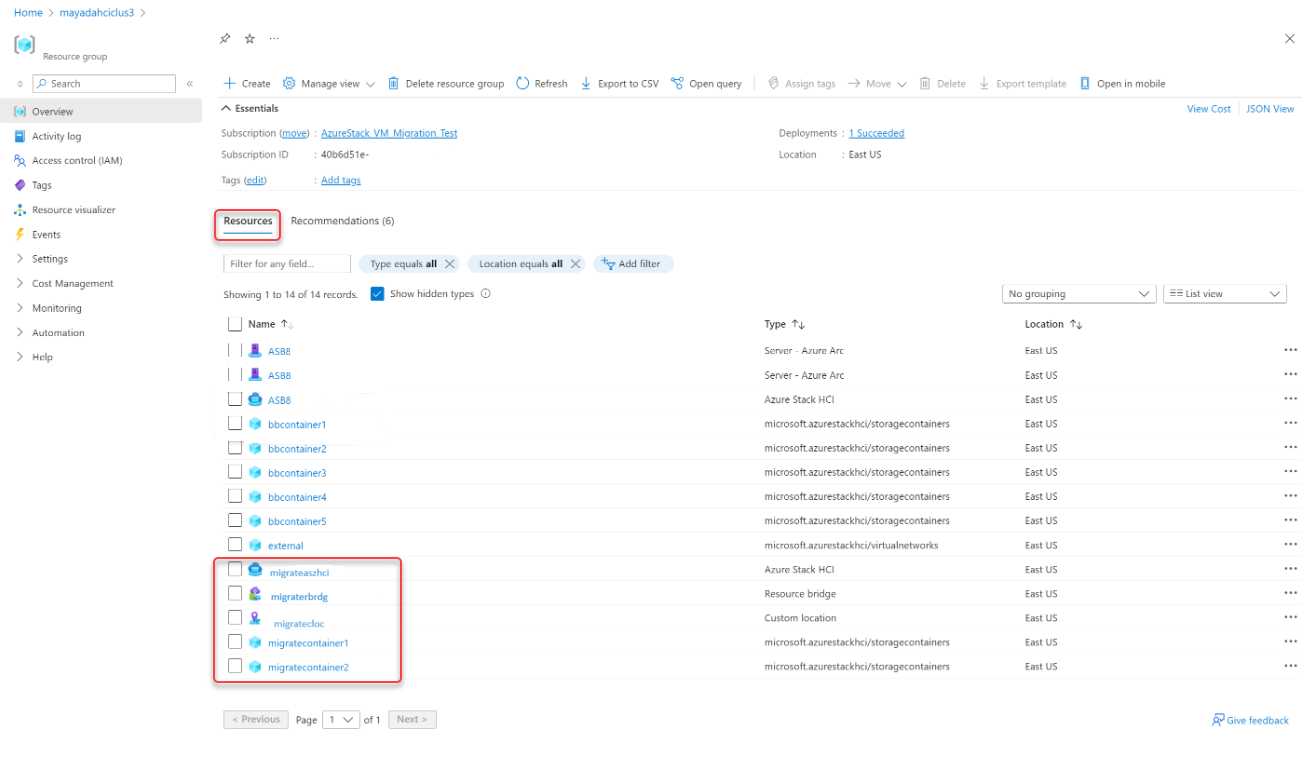 Home > mayadahciclus3 >
Resource group
Search «
Overview
Activity log
Access control (IAM)
Tags
Resource visualizer
Events
Settings
Cost Management
Monitoring
Automation
Help
Create Manage view Delete resource group Refresh Export to CSV Open query Assign tags Move Delete Export template Open in mobile
Essentials View Cost JSON View
Subscription (move) : AzureStack_VM_Migration_Test Deployments : 1 Succeeded
Subscription ID : 40b6d51e- Location : East US
Tags (edit) : Add tags
Resources Recommendations (6)
Filter for any field... Type equals all Location equals all Add filter
Showing 1 to 14 of 14 records. Show hidden types No grouping List view
Name Type Location
ASB8 Server - Azure Arc East US
ASB8 Server - Azure Arc East US
ASB8 Azure Stack HCI East US
bbcontainer1 microsoft.azurestackhci/storagecontainers East US
bbcontainer2 microsoft.azurestackhci/storagecontainers East US
bbcontainer3 microsoft.azurestackhci/storagecontainers East US
bbcontainer4 microsoft.azurestackhci/storagecontainers East US
bbcontainer5 microsoft.azurestackhci/storagecontainers East US
external microsoft.azurestackhci/virtualnetworks East US
migrateaszhci Azure Stack HCI East US
migraterbrdg Resource bridge East US
migratecloc Custom location East US
migratecontainer1 microsoft.azurestackhci/storagecontainers East US
migratecontainer2 microsoft.azurestackhci/storagecontainers East US
< Previous Page 1 of 1 Next > Give feedback